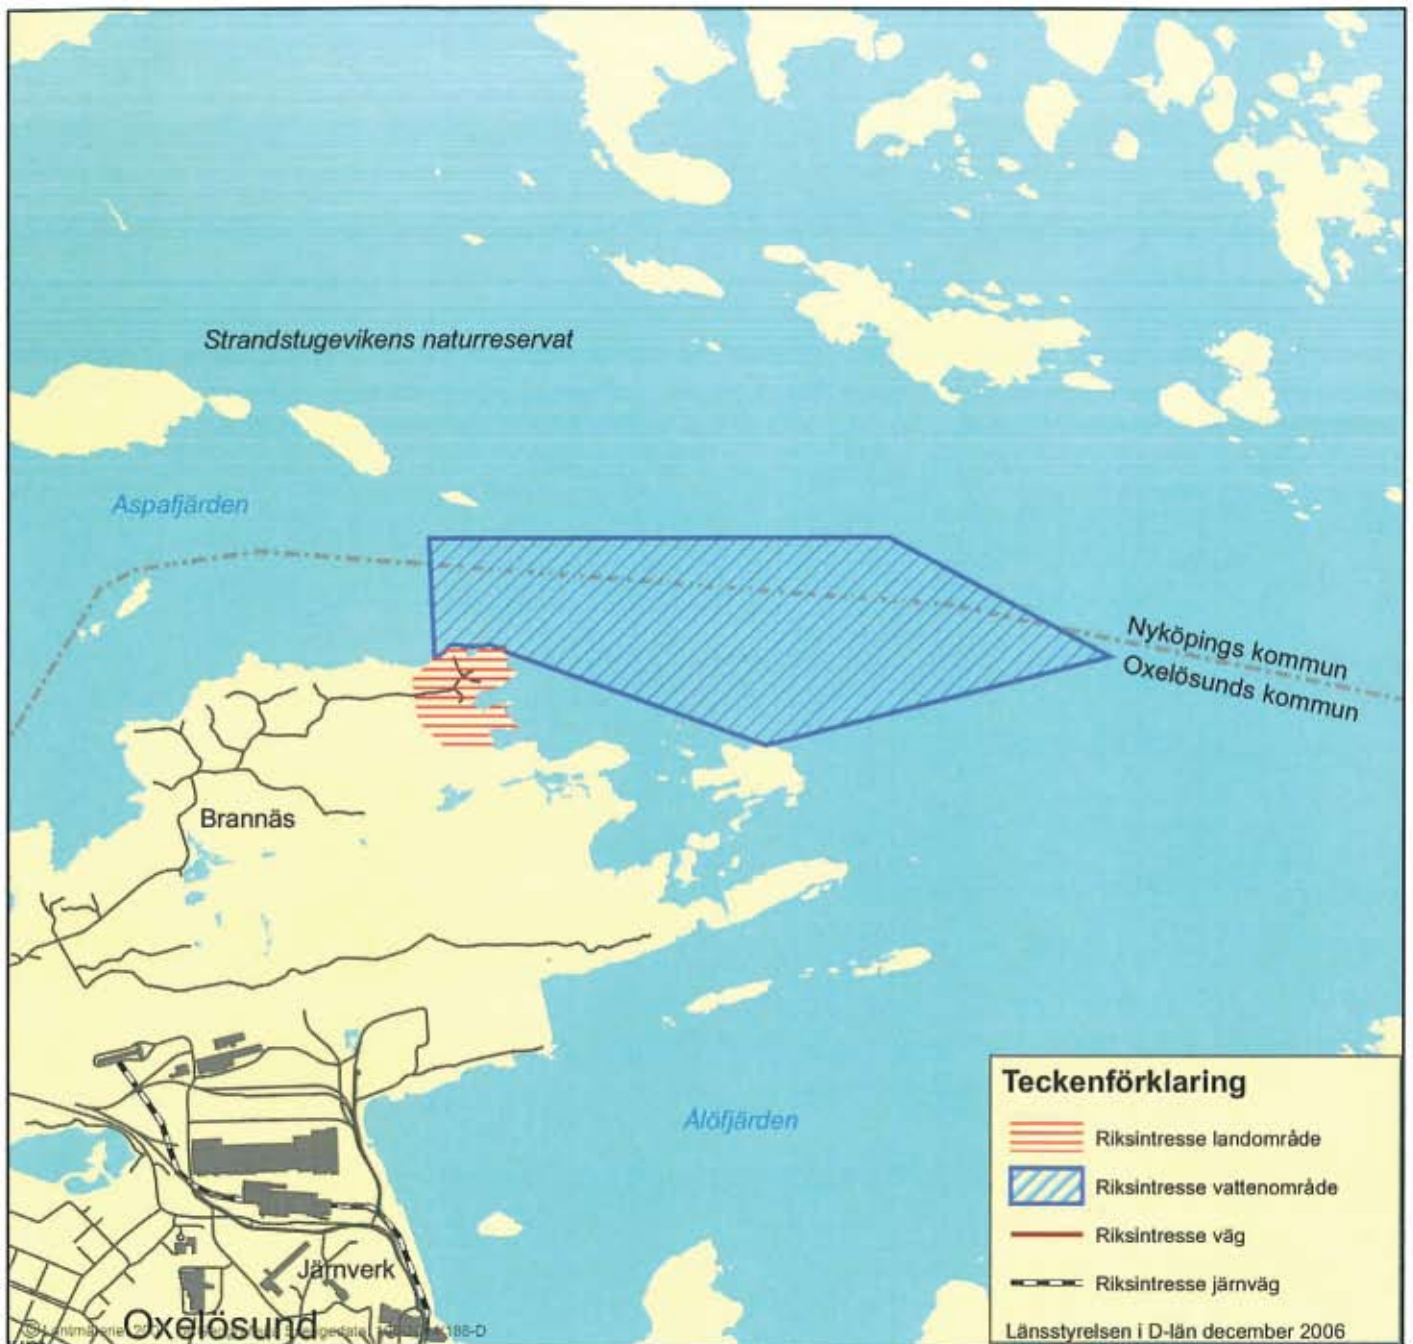 Strandstugevikens naturreservat
Aspafjärden
Nyköpings kommun
Oxelösunds kommun
Brannäs
Ålöfjärden
Järnverk
Oxelösund
Teckenförklaring
Riksintresse landområde
Riksintresse vattenområde
Riksintresse väg
Riksintresse järnväg
Länsstyrelsen i D-län december 2006